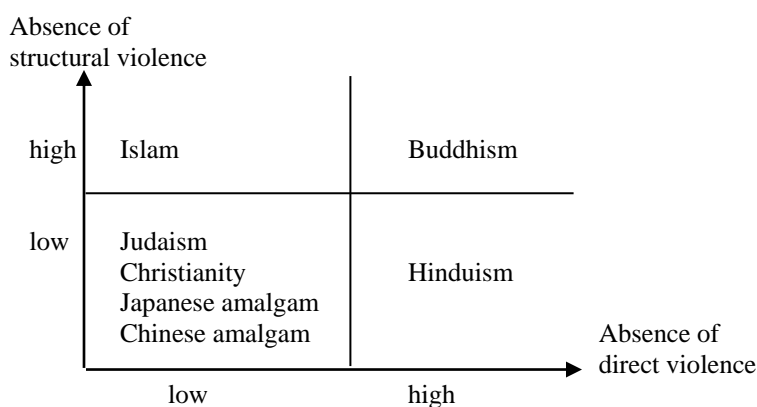 Absence of
structural violence
high Islam Buddhism
low Judaism
Christianity Hinduism
Japanese amalgam
Chinese amalgam
Absence of
direct violence
low high